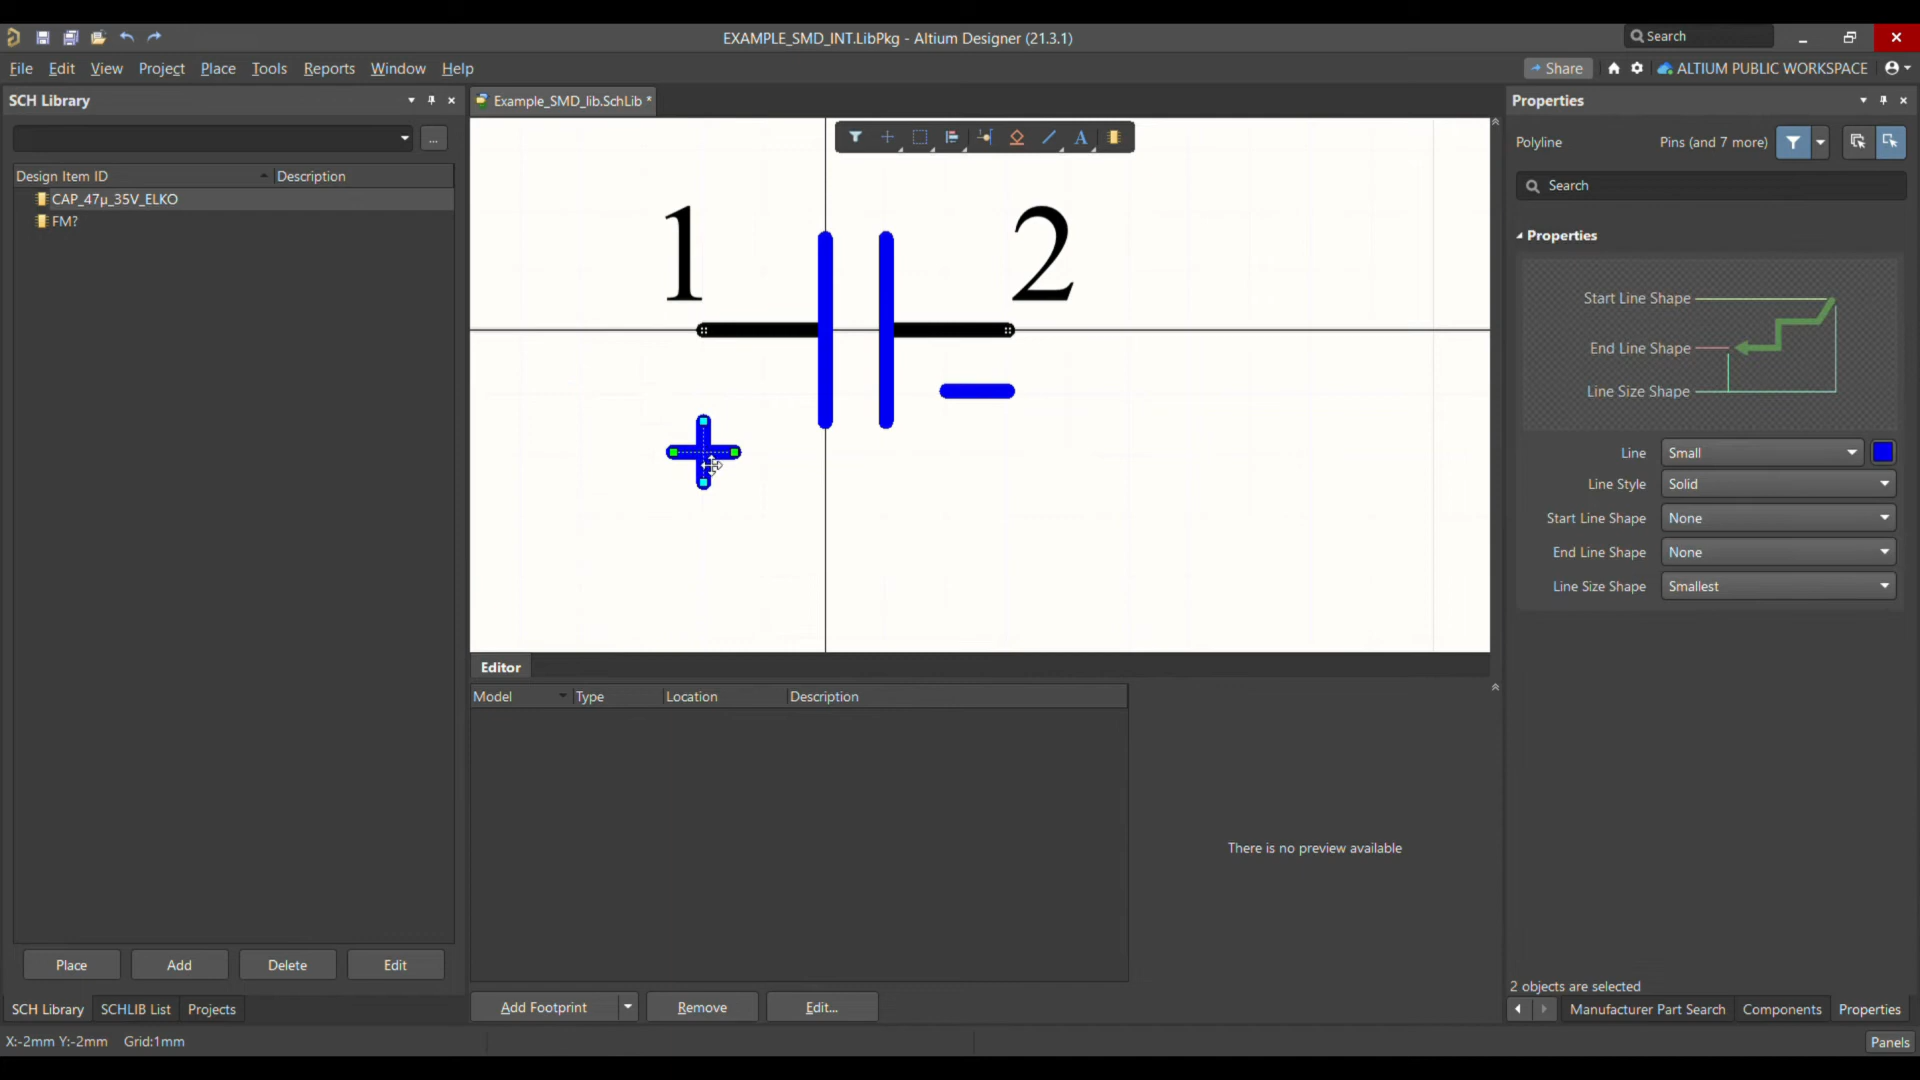 EXAMPLE_SMD_INT.LibPkg - Altium Designer (21.3.1)
Search
File Edit View Project Place Tools Reports Window Help
Share
ALTIUM PUBLIC WORKSPACE
SCH Library
Example_SMD_lib.SchLib *
Properties
...
Polyline
Pins (and 7 more)
Search
Design Item ID
Description
CAP_47µ_35V_ELKO
FM?
A
1
2
Properties
Start Line Shape
End Line Shape
Line Size Shape
Line Small
Line Style Solid
Start Line Shape None
End Line Shape None
Line Size Shape Smallest
Editor
Model Type Location Description
There is no preview available
Place Add Delete Edit
2 objects are selected
SCH Library SCHLIB List Projects
Add Footprint Remove Edit...
Manufacturer Part Search Components Properties
X:-2mm Y:-2mm Grid:1mm
Panels